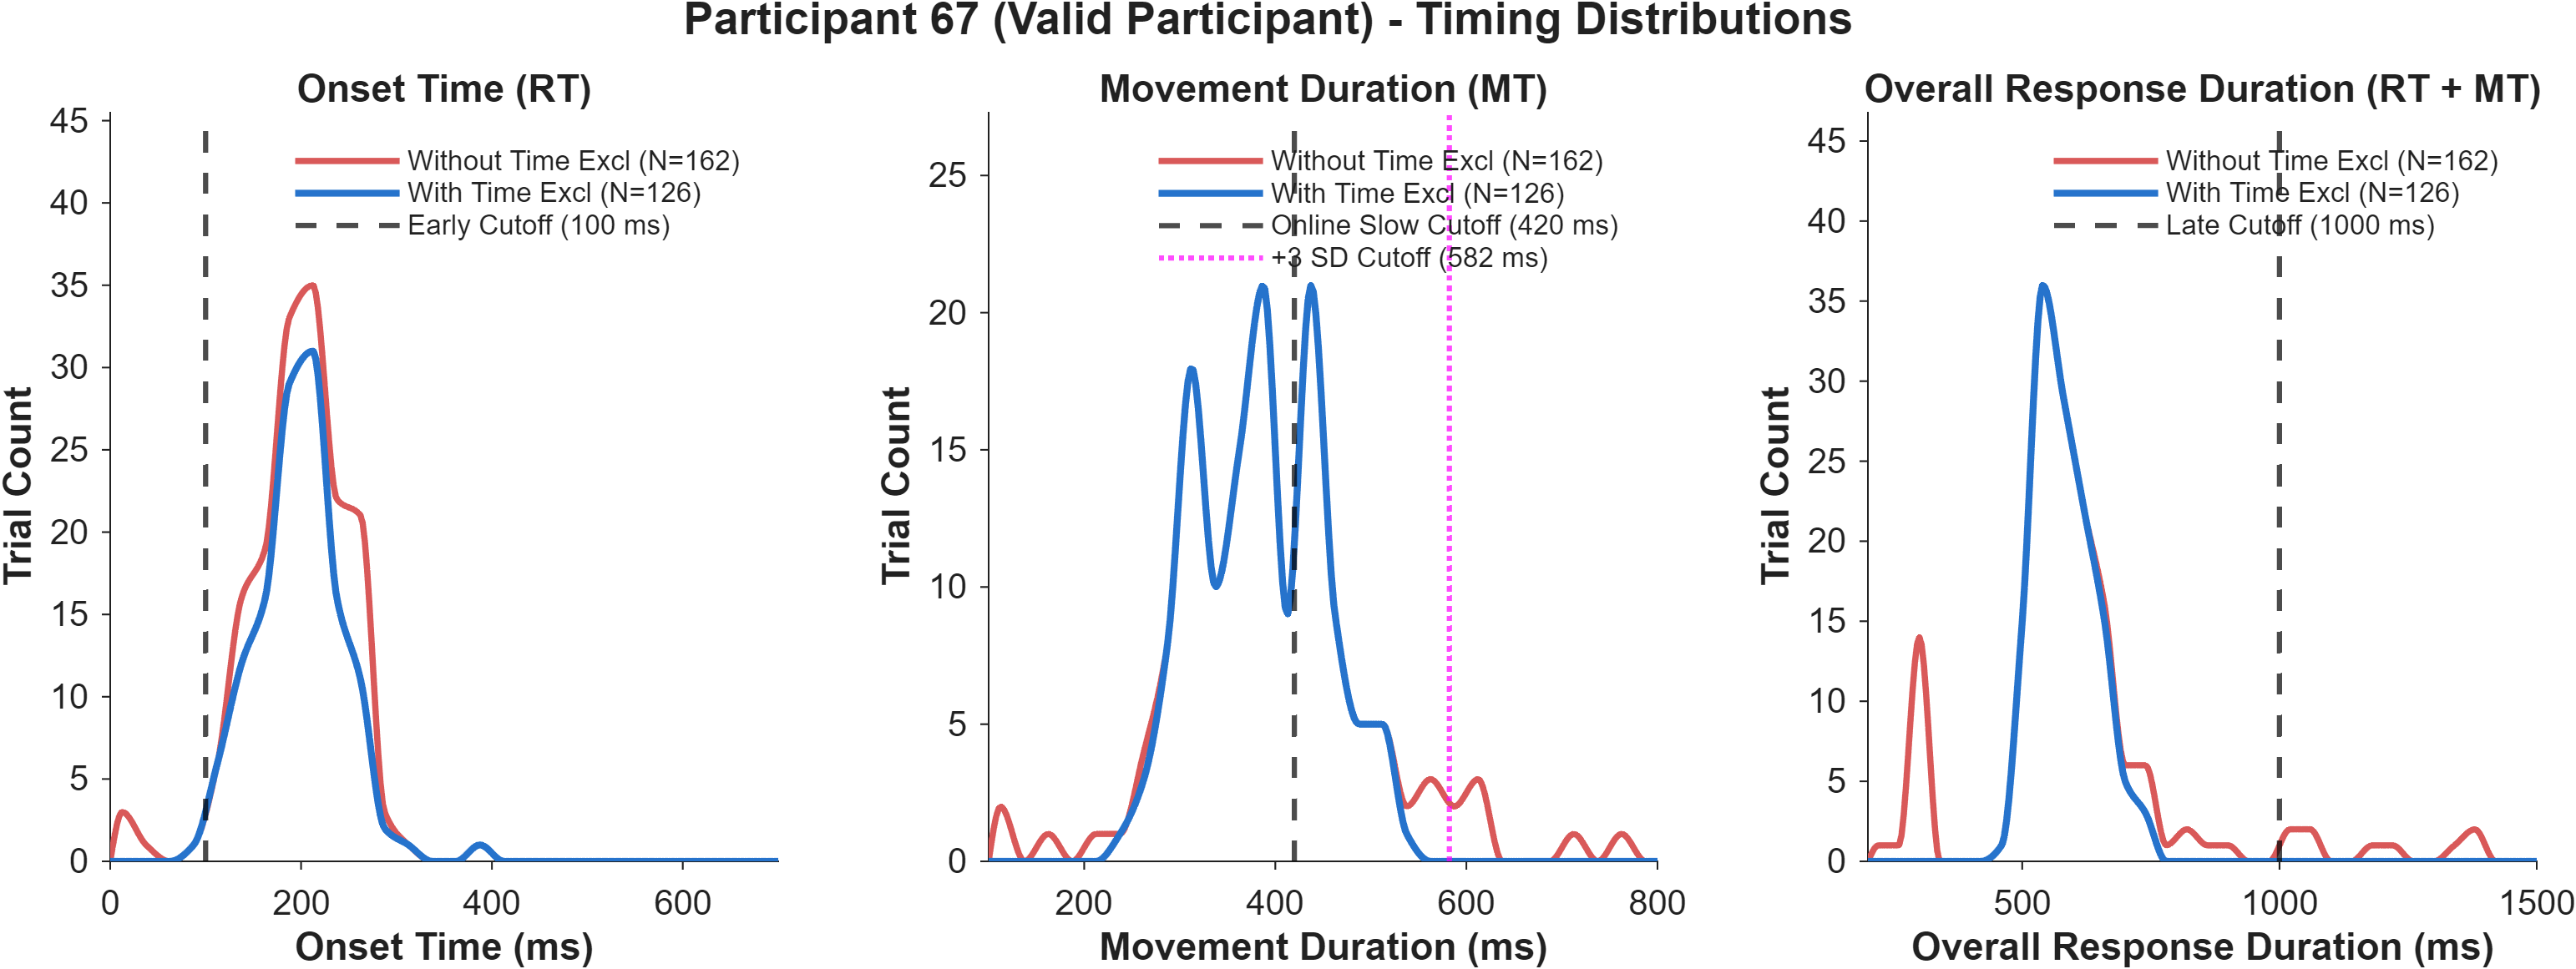 Participant 67 (Valid Participant) - Timing Distributions
Onset Time (RT)
45
40
35
30
25
20
15
10
5
0
Trial Count
Without Time Excl (N=162)
With Time Excl (N=126)
Early Cutoff (100 ms)
0 200 400 600
Onset Time (ms)
Movement Duration (MT)
25
20
15
10
5
0
Trial Count
Without Time Excl (N=162)
With Time Excl (N=126)
Online Slow Cutoff (420 ms)
+3 SD Cutoff (582 ms)
200 400 600 800
Movement Duration (ms)
Overall Response Duration (RT + MT)
45
40
35
30
25
20
15
10
5
0
Trial Count
Without Time Excl (N=162)
With Time Excl (N=126)
Late Cutoff (1000 ms)
500 1000 1500
Overall Response Duration (ms)